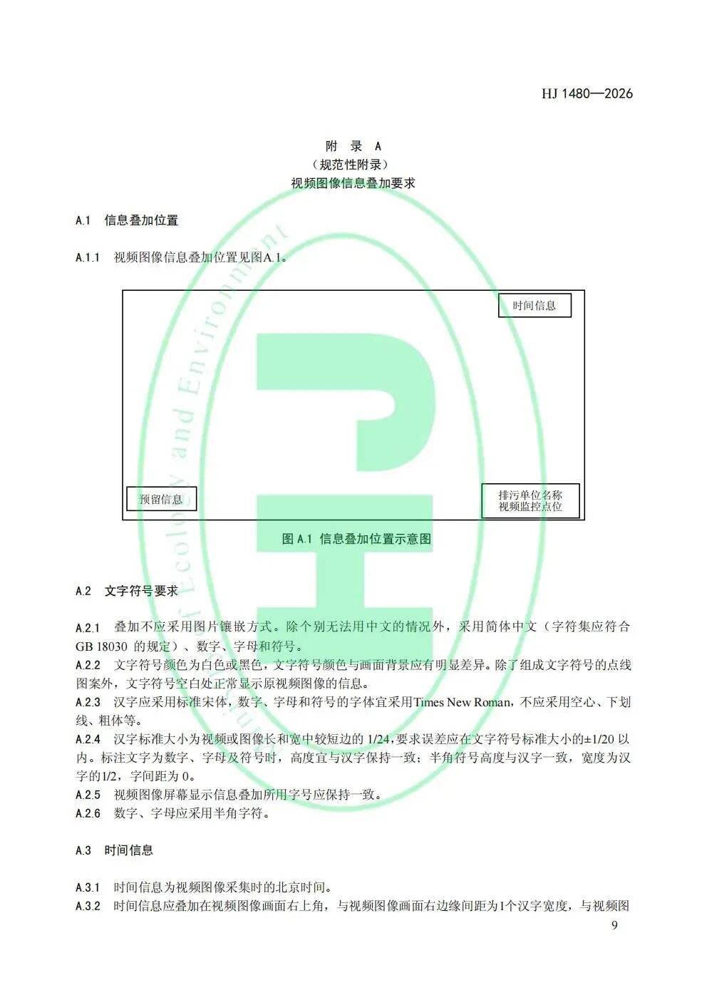 HJ 1480—2026
附 录 A
（规范性附录）
视频图像信息叠加要求
A.1 信息叠加位置
A.1.1 视频图像信息叠加位置见图A.1。
时间信息
预留信息
排污单位名称
视频监控点位
图 A.1 信息叠加位置示意图
A.2 文字符号要求
A.2.1 叠加不应采用图片镶嵌方式。除个别无法用中文的情况外，采用简体中文（字符集应符合
GB 18030 的规定）、数字、字母和符号。
A.2.2 文字符号颜色为白色或黑色，文字符号颜色与画面背景应有明显差异。除了组成文字符号的点线
图案外，文字符号空白处正常显示原视频图像的信息。
A.2.3 汉字应采用标准宋体，数字、字母和符号的字体宜采用Times New Roman，不应采用空心、下划
线、粗体等。
A.2.4 汉字标准大小为视频或图像长和宽中较短边的 1/24，要求误差应在文字符号标准大小的±1/20 以
内。标注文字为数字、字母及符号时，高度宜与汉字保持一致；半角符号高度与汉字一致，宽度为汉
字的1/2，字间距为 0。
A.2.5 视频图像屏幕显示信息叠加所用字号应保持一致。
A.2.6 数字、字母应采用半角字符。
A.3 时间信息
A.3.1 时间信息为视频图像采集时的北京时间。
A.3.2 时间信息应叠加在视频图像画面右上角，与视频图像画面右边缘间距为1个汉字宽度，与视频图
9
Ministry of Ecology and Environment